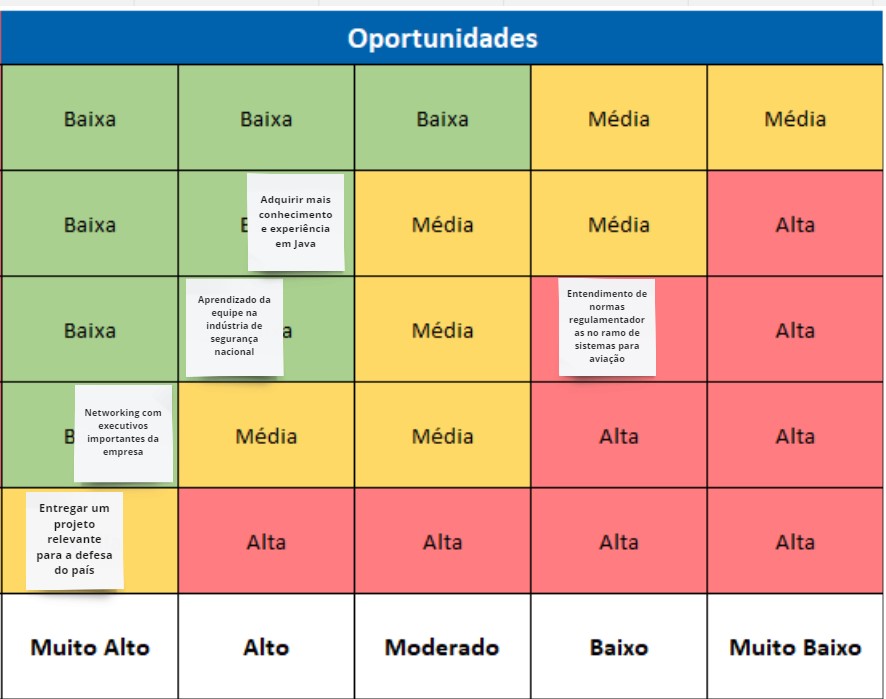 Oportunidades
Baixa Baixa Baixa Média Média
Baixa Adquirir mais Média Média Alta
conhecimento
e experiência
em Java
Baixa Aprendizado da Média Entendimento de Alta
equipe na normas
indústria de regulamentador
segurança as no ramo de
nacional sistemas para
aviação
Networking com Média Média Alta Alta
executivos
importantes da
empresa
Entregar um Alta Alta Alta Alta
projeto
relevante
para a defesa
do país
Muito Alto Alto Moderado Baixo Muito Baixo